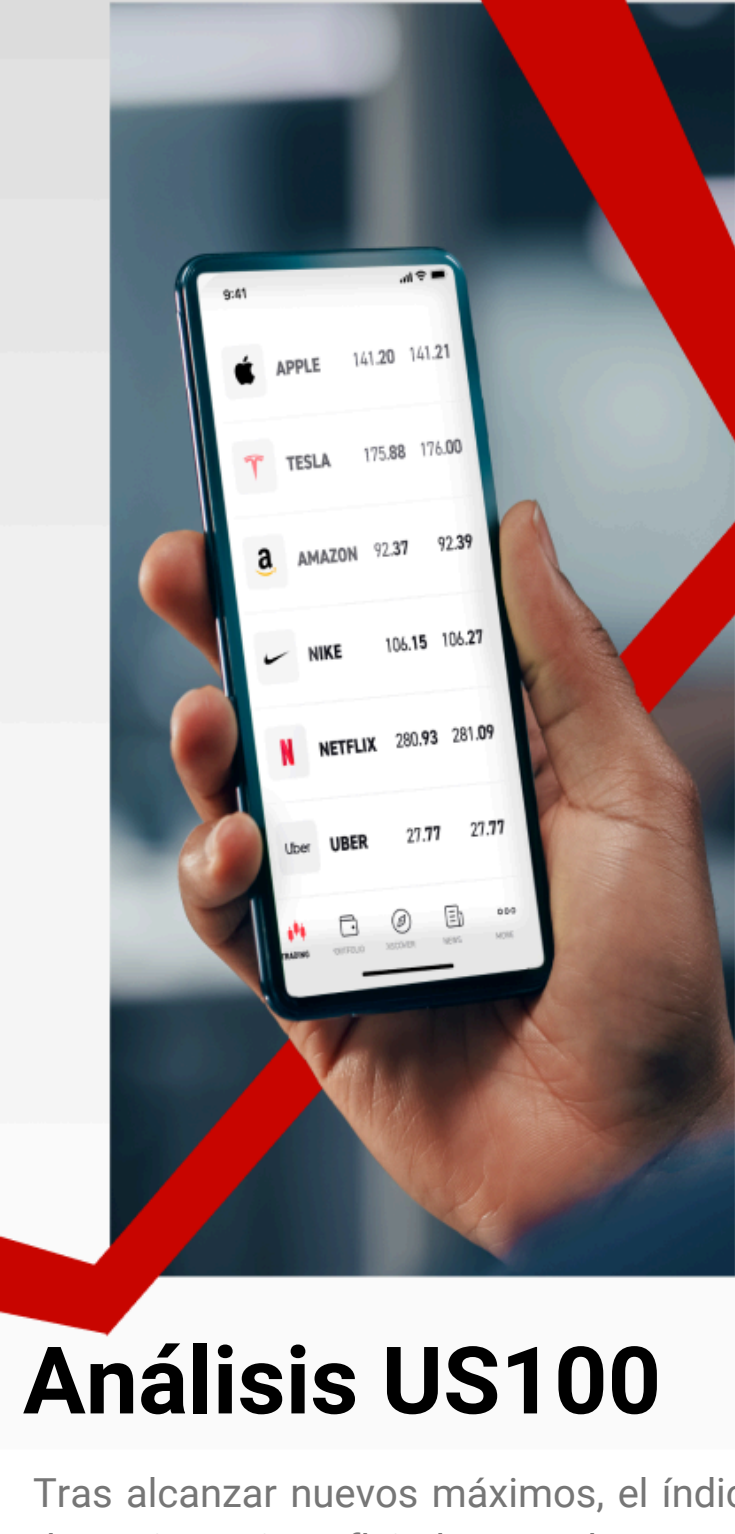 9:41
APPLE 141.20 141.21
TESLA 175.88 176.00
a AMAZON 92.37 92.39
NIKE 106.15 106.27
N NETFLIX 280.93 281.09
Uber UBER 27.77 27.77
TRADING PORTFOLIO DISCOVER NEWS MORE
Análisis US100
Tras alcanzar nuevos máximos, el índic